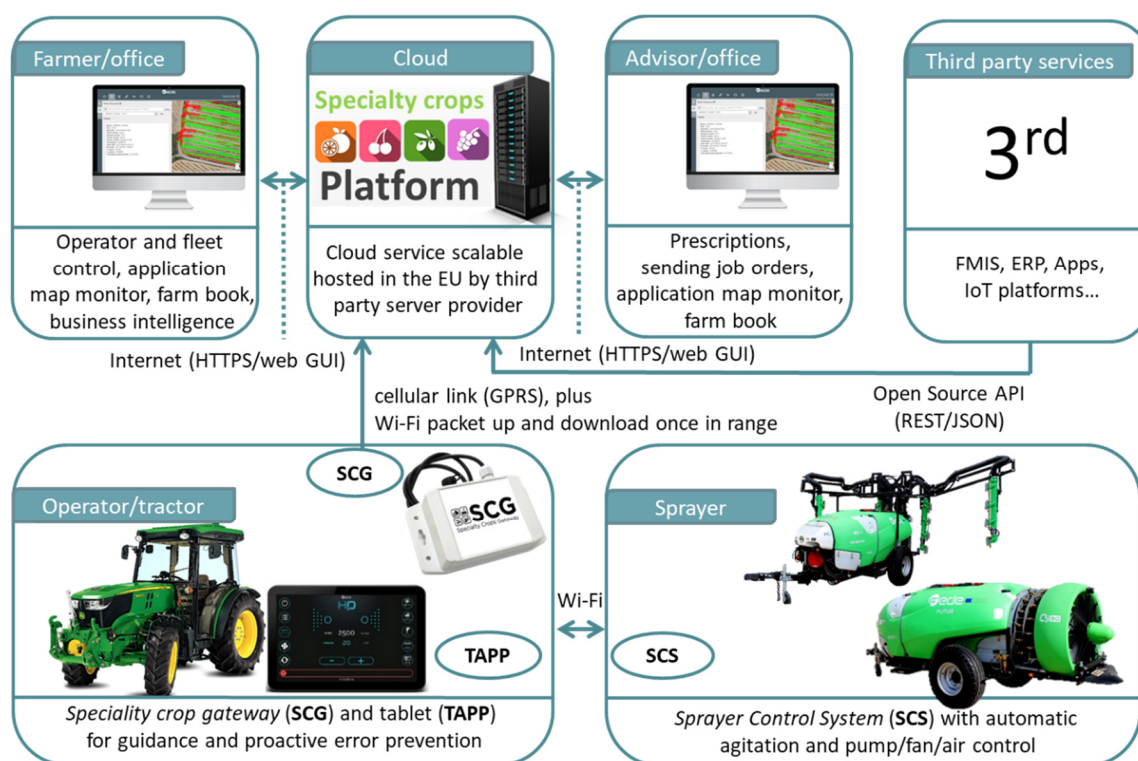 Farmer/office
Operator and fleet
control, application
map monitor, farm book,
business intelligence
Cloud
Specialty crops
Platform
Cloud service scalable
hosted in the EU by third
party server provider
Advisor/office
Prescriptions,
sending job orders,
application map monitor,
farm book
Third party services
3rd
FMIS, ERP, Apps,
IoT platforms...
Internet (HTTPS/web GUI)
Internet (HTTPS/web GUI)
cellular link (GPRS), plus
Wi-Fi packet up and download once in range
Open Source API
(REST/JSON)
SCG
SCG
Specialty Crops Gateway
Operator/tractor
H
2500
20
TAPP
Speciality crop gateway (SCG) and tablet (TAPP)
for guidance and proactive error prevention
Wi-Fi
Sprayer
SCS
fede
FUTUR
Sprayer Control System (SCS) with automatic
agitation and pump/fan/air control